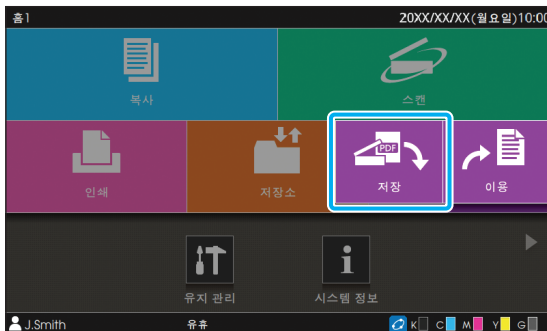 홈1
20XX/XX/XX(월요일)10:00
복사
스캔
인쇄
저장소
PDF
저장
이용
유지 관리
시스템 정보
J.Smith
유휴
K C M Y G